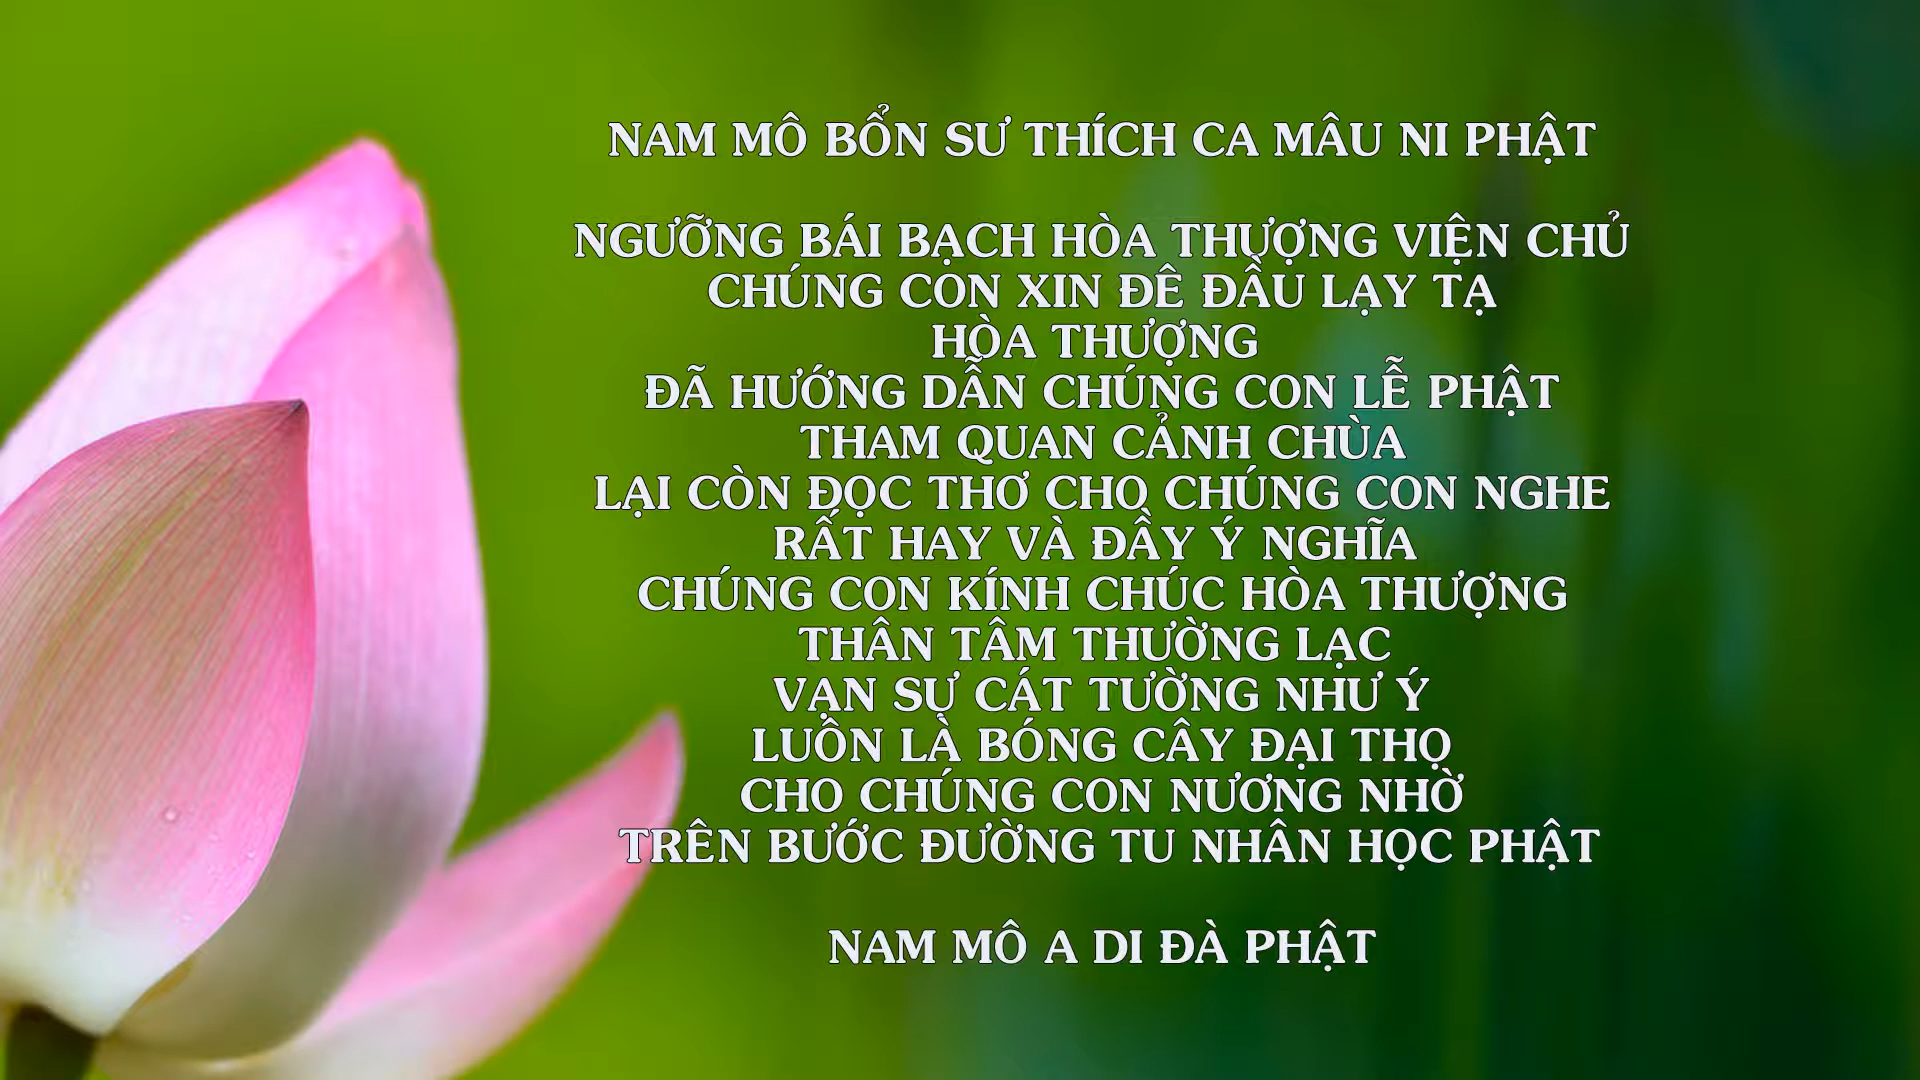 NAM MÔ BỔN SƯ THÍCH CA MÂU NI PHẬT
NGƯỠNG BÁI BẠCH HÒA THƯỢNG VIỆN CHỦ
CHÚNG CON XIN ĐÊ ĐẦU LẠY TẠ
HÒA THƯỢNG
ĐÃ HƯỚNG DẪN CHÚNG CON LỄ PHẬT
THAM QUAN CẢNH CHÙA
LẠI CÒN ĐỌC THƠ CHO CHÚNG CON NGHE
RẤT HAY VÀ ĐẦY Ý NGHĨA
CHÚNG CON KÍNH CHÚC HÒA THƯỢNG
THÂN TÂM THƯỜNG LẠC
VẠN SỰ CÁT TƯỜNG NHƯ Ý
LUÔN LÀ BÓNG CÂY ĐẠI THỌ
CHO CHÚNG CON NƯƠNG NHỜ
TRÊN BƯỚC ĐƯỜNG TU NHÂN HỌC PHẬT
NAM MÔ A DI ĐÀ PHẬT